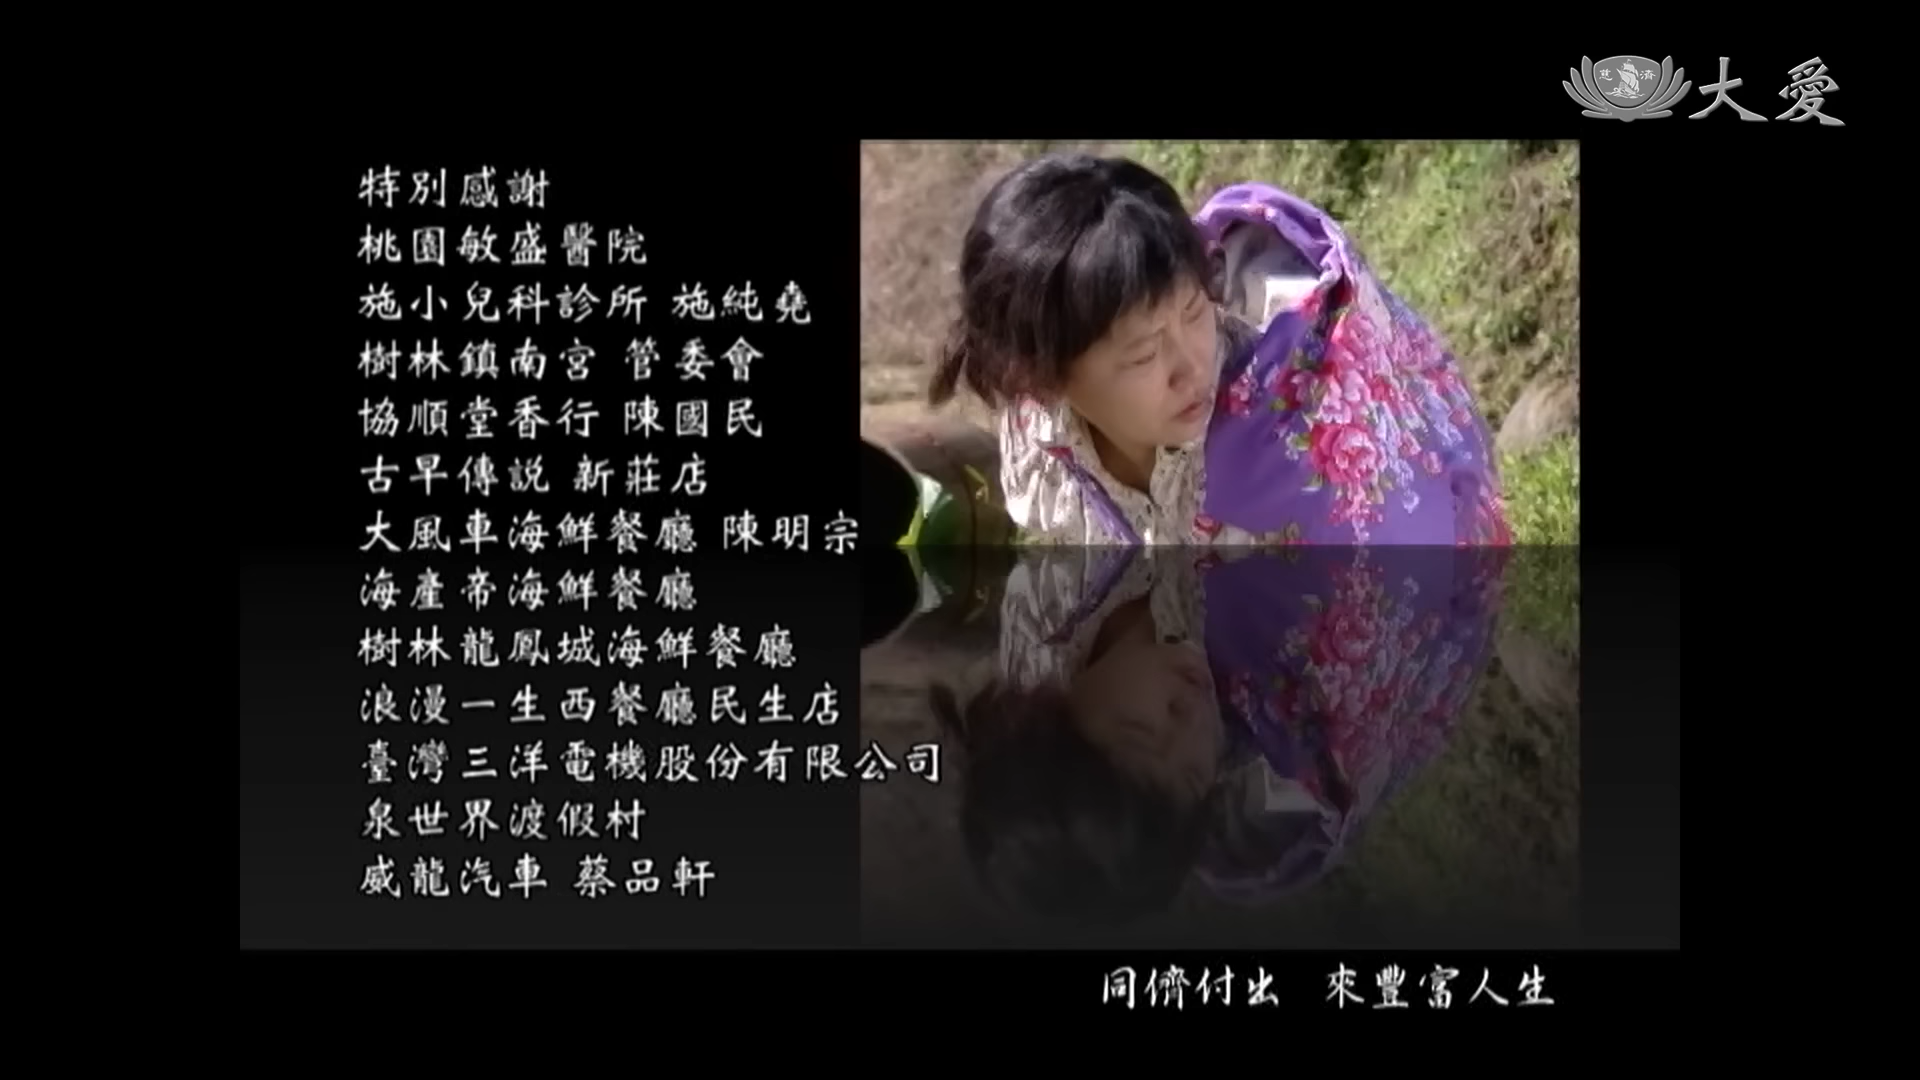 慈濟 大愛
特別感謝
桃園敏盛醫院
施小兒科診所 施純堯
樹林鎮南宮 管委會
協順堂香行 陳國民
古早傳説 新莊店
大風車海鮮餐廳 陳明宗
海產帝海鮮餐廳
樹林龍鳳城海鮮餐廳
浪漫一生西餐廳民生店
臺灣三洋電機股份有限公司
泉世界渡假村
威龍汽車 蔡品軒
同儕付出 來豐富人生